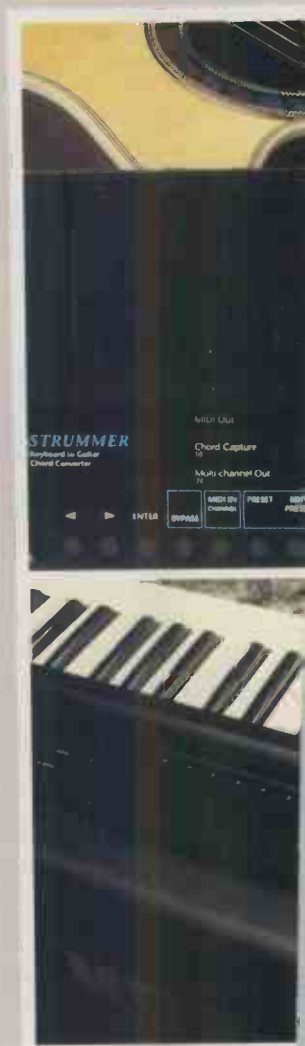 MIDI Out
STRUMMER
Keyboard to Guitar
Chord Converter
Chord Capture
Multi channel Out
ENTER
BYPASS
MIDI IN
CHANNEL
PRESET